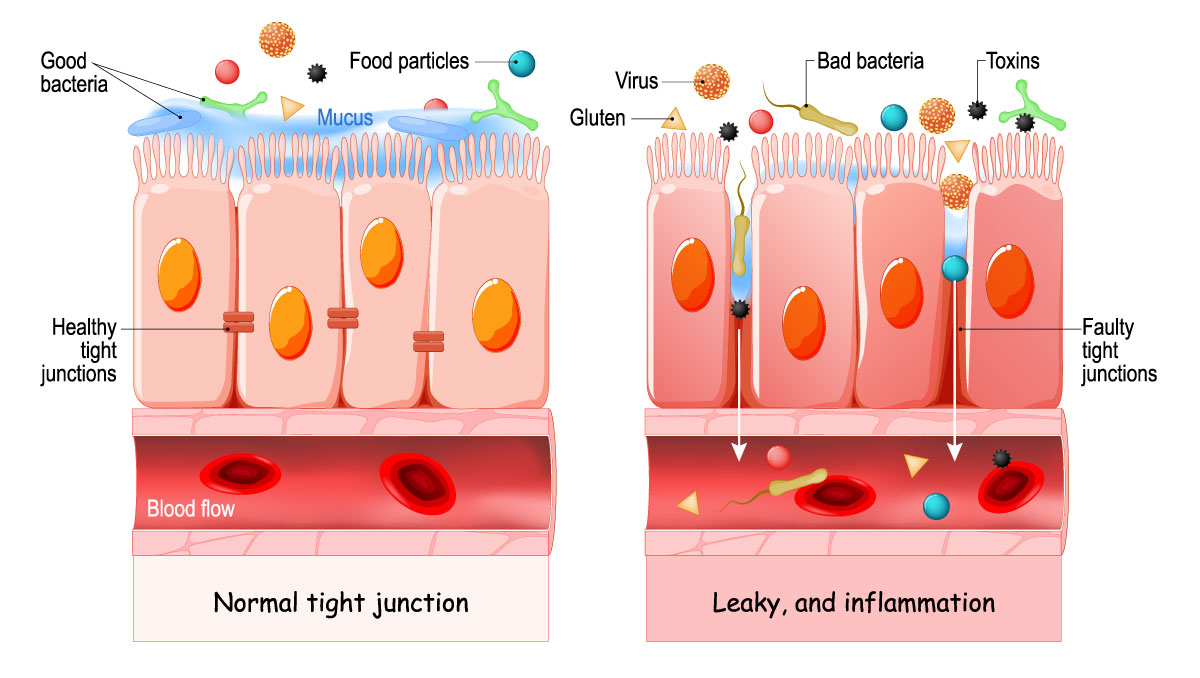 Good
bacteria
Food particles
Mucus
Healthy
tight
junctions
Blood flow
Normal tight junction
Virus
Bad bacteria
Toxins
Gluten
Faulty
tight
junctions
Leaky, and inflammation